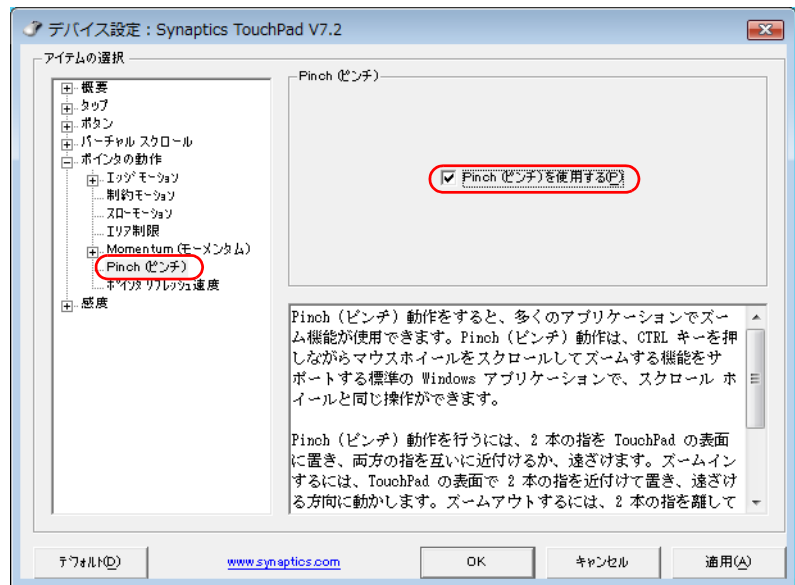 デバイス設定：Synaptics TouchPad V7.2
アイテムの選択
概要
タップ
ボタン
バーチャル スクロール
ポインタの動作
エッジ モーション
制約モーション
スローモーション
エリア制限
Momentum (モーメンタム)
Pinch (ピンチ)
ポインタ リフレッシュ速度
感度
Pinch (ピンチ)
Pinch (ピンチ)を使用する(P)
Pinch (ピンチ) 動作をすると、多くのアプリケーションでズー
ム機能が使用できます。Pinch (ピンチ) 動作は、CTRL キーを押
しながらマウスホイールをスクロールしてズームする機能をサ
ポートする標準の Windows アプリケーションで、スクロール ホ
イールと同じ操作ができます。
Pinch (ピンチ) 動作を行うには、2 本の指を TouchPad の表面
に置き、両方の指を互いに近付けるか、遠ざけます。ズームイン
するには、TouchPad の表面で 2 本の指を近付けて置き、遠ざけ
る方向に動かします。ズームアウトするには、2 本の指を離して
デフォルト(D)
www.synaptics.com
OK
キャンセル
適用(A)